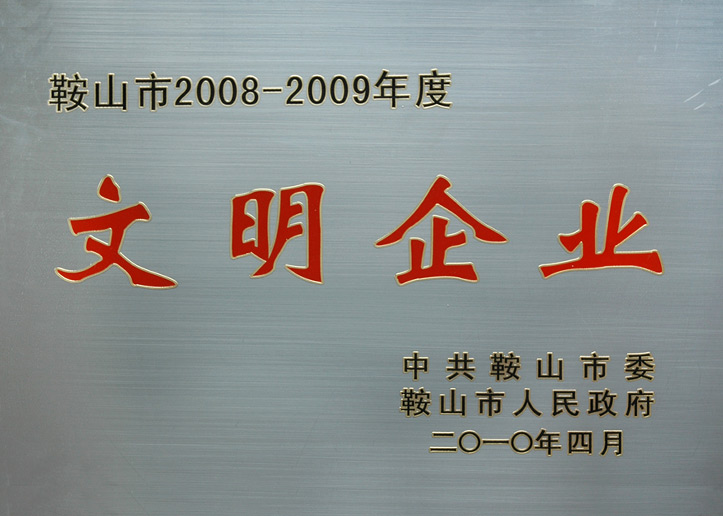 鞍山市2008-2009年度
文明企业
中共鞍山市委
鞍山市人民政府
二〇一〇年四月